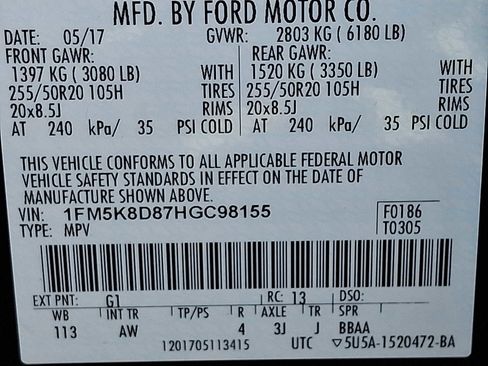 MFD. BY FORD MOTOR CO.
DATE: 05/17 GVWR: 2803 KG (6180 LB)
FRONT GAWR: REAR GAWR:
1397 KG (3080 LB) WITH 1520 KG (3350 LB) WITH
255/50R20 105H TIRES 255/50R20 105H TIRES
20x8.5J RIMS 20x8.5J RIMS
AT 240 kPa/ 35 PSI COLD AT 240 kPa/ 35 PSI COLD
THIS VEHICLE CONFORMS TO ALL APPLICABLE FEDERAL MOTOR
VEHICLE SAFETY STANDARDS IN EFFECT ON THE DATE OF
MANUFACTURE SHOWN ABOVE.
VIN: 1FM5K8D87HGC98155 F0186
TYPE: MPV T0305
EXT PNT: G1 RC: 13 DSO:
WB INT TR TP/PS R AXLE TR SPR
113 AW 4 3J J BBAA
1201705113415 UTC ▽5U5A-1520472-BA